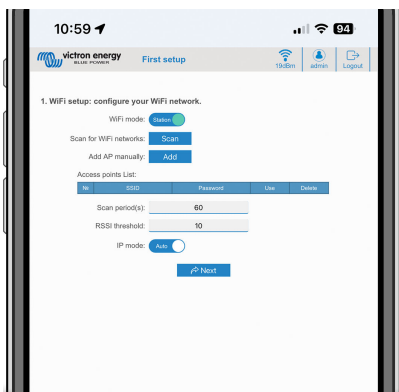 10:59
94
victron energy
BLUE POWER
First setup
19dBm
admin
Logout
1. WiFi setup: configure your WiFi network.
WiFi mode: Station
Scan for WiFi networks: Scan
Add AP manually: Add
Access points List:
№ SSID Password Use Delete
Scan period(s): 60
RSSI threshold: 10
IP mode: Auto
Next